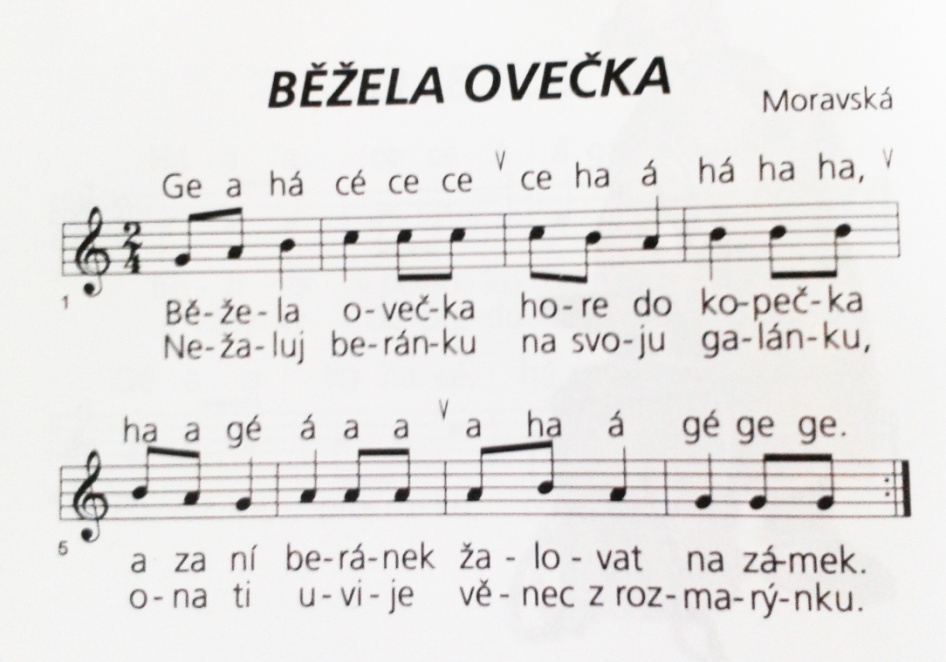 BĚŽELA OVEČKA
Moravská
Ge a há cé ce ce V ce ha á há ha ha, V
2
4
1
Bě-že-la o-več-ka ho-re do ko-peč-ka
Ne-ža-luj be-rán-ku na svo-ju ga-lán-ku,
ha a gé á a a V a ha á gé ge ge.
5
a za ní be-rá-nek ža-lo-vat na zá-mek.
o-na ti u-vi-je vě-nec z roz-ma-rý-nku.